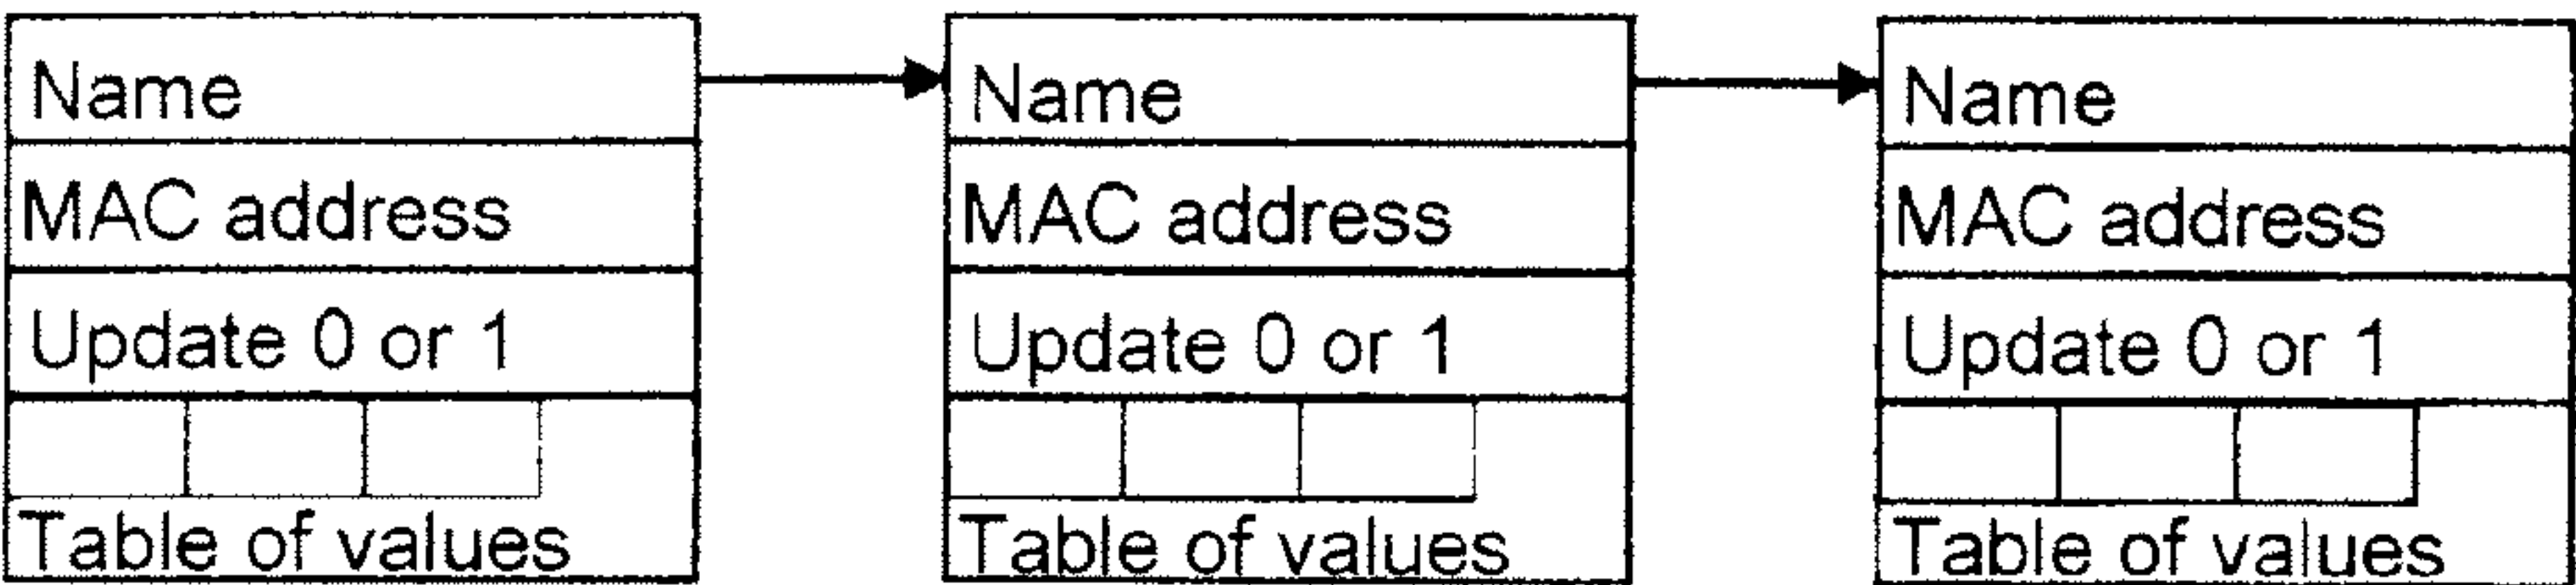 Name
MAC address
Update 0 or 1
Table of values
Name
MAC address
Update 0 or 1
Table of values
Name
MAC address
Update 0 or 1
Table of values